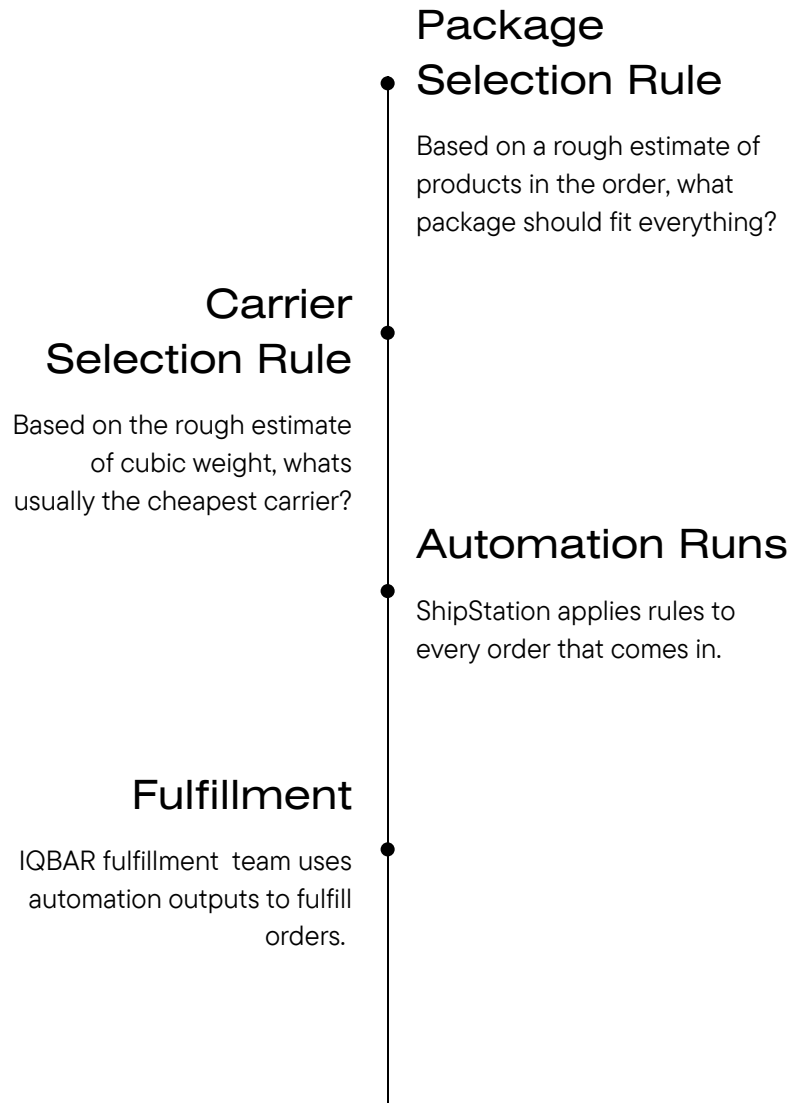 Package
Selection Rule
Based on a rough estimate of
products in the order, what
package should fit everything?
Carrier
Selection Rule
Based on the rough estimate
of cubic weight, whats
usually the cheapest carrier?
Automation Runs
ShipStation applies rules to
every order that comes in.
Fulfillment
IQBAR fulfillment  team uses
automation outputs to fulfill
orders.